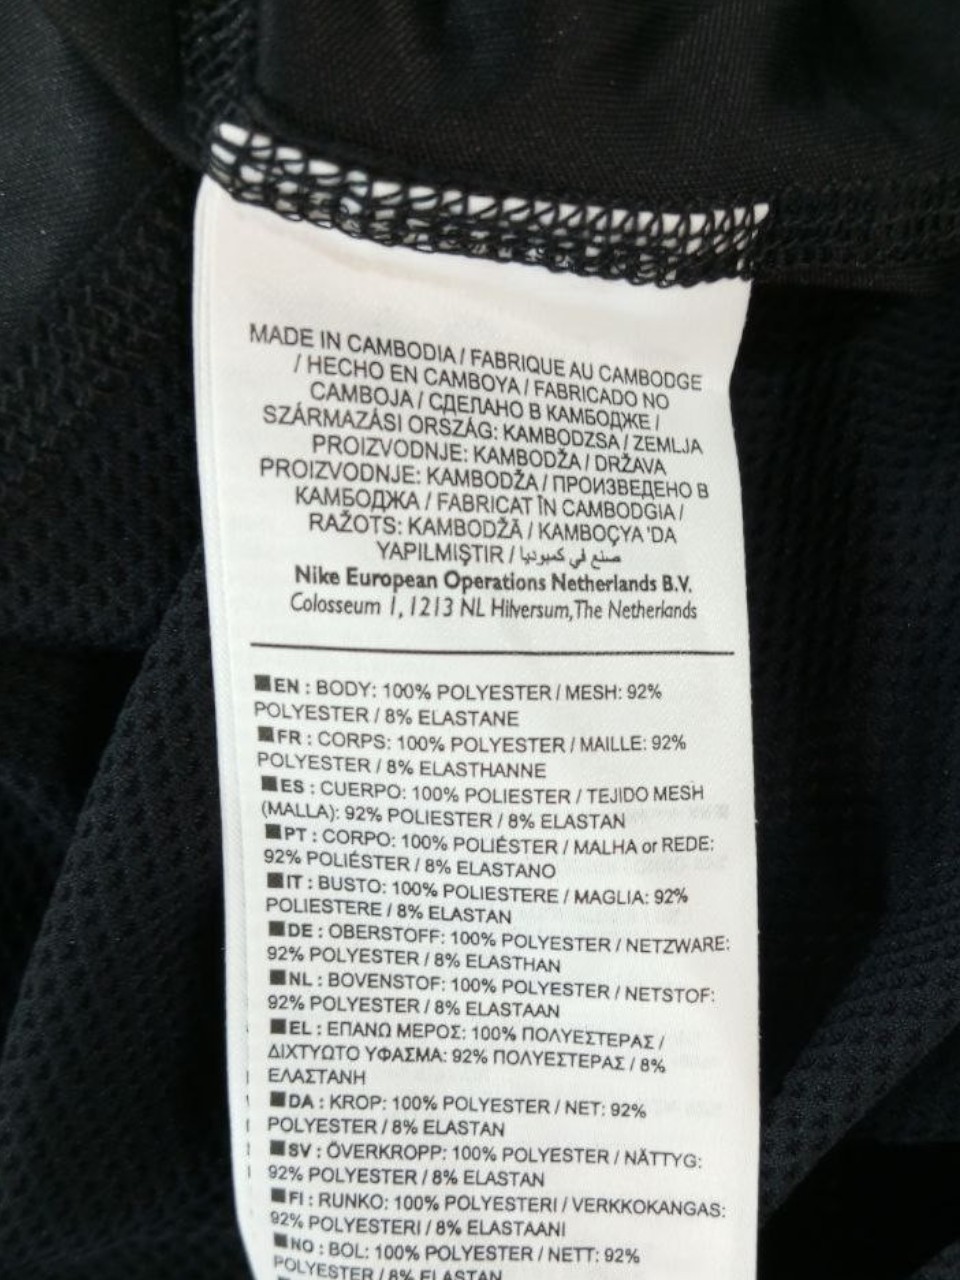 MADE IN CAMBODIA / FABRIQUE AU CAMBODGE
/ HECHO EN CAMBOYA / FABRICADO NO
CAMBOJA / СДЕЛАНО В КАМБОДЖЕ /
SZÁRMAZÁSI ORSZÁG: KAMBODZSA / ZEMLJA
PROIZVODNJE: KAMBODŽA / DRŽAVA
PROIZVODNJE: KAMBODŽA / ПРОИЗВЕДЕНО В
КАМБОДЖА / FABRICAT ÎN CAMBODGIA /
RAŽOTS: KAMBODŽĀ / KAMBOÇYA 'DA
YAPILMIŞTIR / صنع في كمبوديا
Nike European Operations Netherlands B.V.
Colosseum 1, 1213 NL Hilversum, The Netherlands
EN : BODY: 100% POLYESTER / MESH: 92%
POLYESTER / 8% ELASTANE
FR : CORPS: 100% POLYESTER / MAILLE: 92%
POLYESTER / 8% ELASTHANNE
ES : CUERPO: 100% POLIESTER / TEJIDO MESH
(MALLA): 92% POLIESTER / 8% ELASTAN
PT : CORPO: 100% POLIÉSTER / MALHA or REDE:
92% POLIÉSTER / 8% ELASTANO
IT : BUSTO: 100% POLIESTERE / MAGLIA: 92%
POLIESTERE / 8% ELASTAN
DE : OBERSTOFF: 100% POLYESTER / NETZWARE:
92% POLYESTER / 8% ELASTHAN
NL : BOVENSTOF: 100% POLYESTER / NETSTOF:
92% POLYESTER / 8% ELASTAAN
EL : ΕΠΑΝΩ ΜΕΡΟΣ: 100% ΠΟΛΥΕΣΤΕΡΑΣ /
ΔΙΧΤΥΩΤΟ ΥΦΑΣΜΑ: 92% ΠΟΛΥΕΣΤΕΡΑΣ / 8%
ΕΛΑΣΤΑΝΗ
DA : KROP: 100% POLYESTER / NET: 92%
POLYESTER / 8% ELASTAN
SV : ÖVERKROPP: 100% POLYESTER / NÄTTYG:
92% POLYESTER / 8% ELASTAN
FI : RUNKO: 100% POLYESTERI / VERKKOKANGAS:
92% POLYESTERI / 8% ELASTAANI
NO : BOL: 100% POLYESTER / NETT: 92%
POLYESTER / 8% ELASTAN